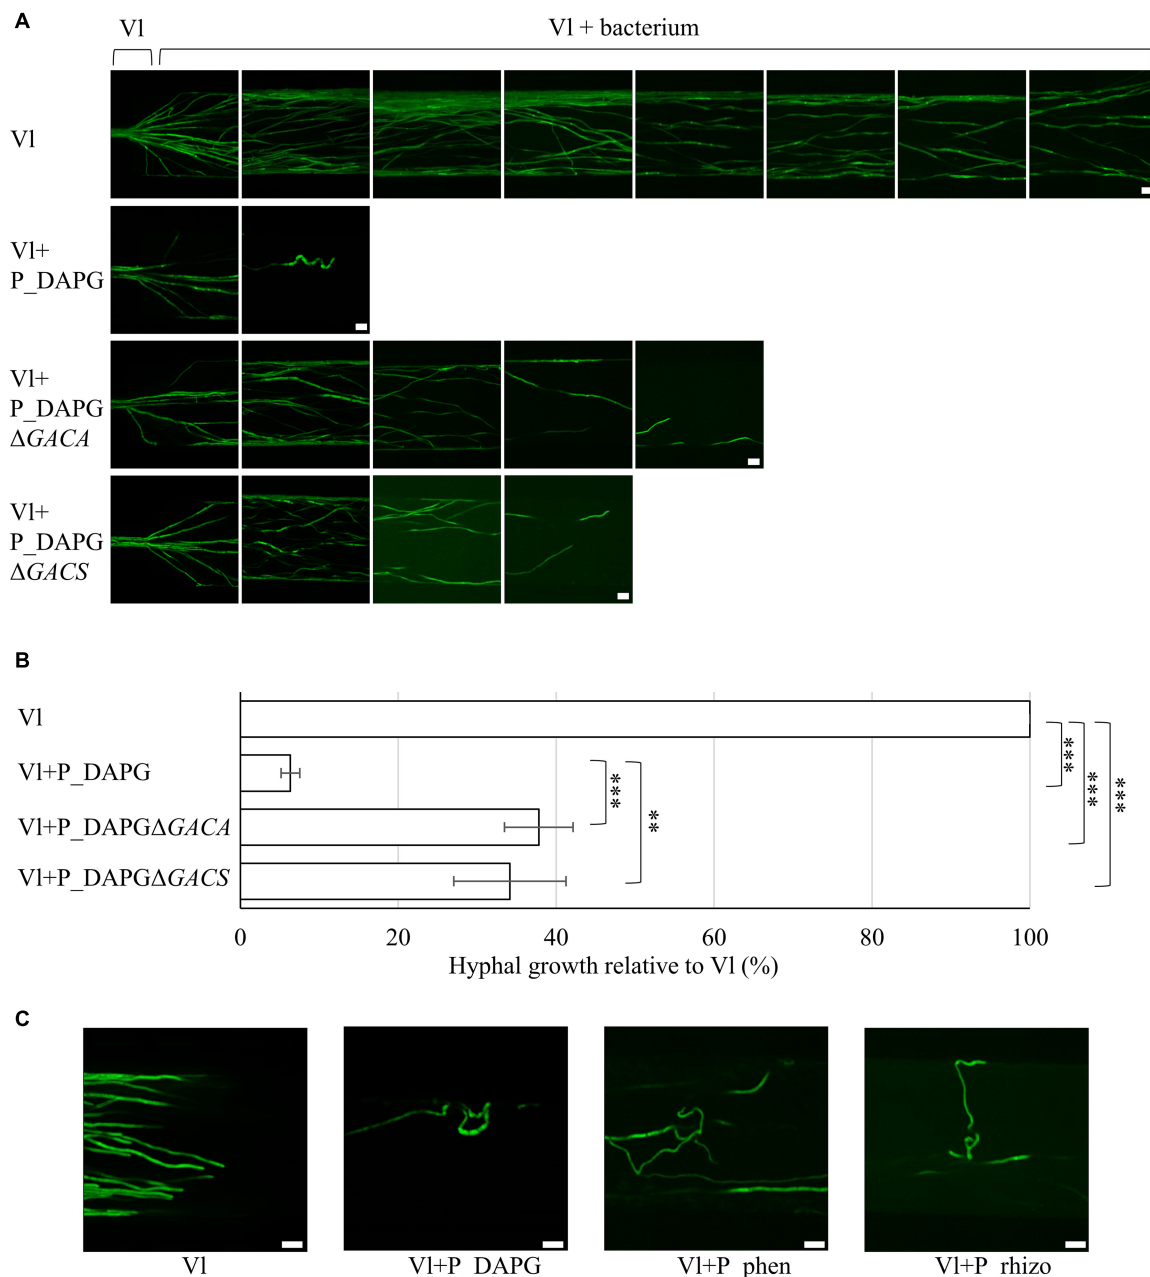 A
Vl
Vl + bacterium
Vl
Vl+
P_DAPG
Vl+
P_DAPG
ΔGACA
Vl+
P_DAPG
ΔGACS
B
Vl
Vl+P_DAPG
Vl+P_DAPGΔGACA
Vl+P_DAPGΔGACS
***
**
***
***
***
0 20 40 60 80 100
Hyphal growth relative to Vl (%)
C
Vl
Vl+P_DAPG
Vl+P_phen
Vl+P_rhizo